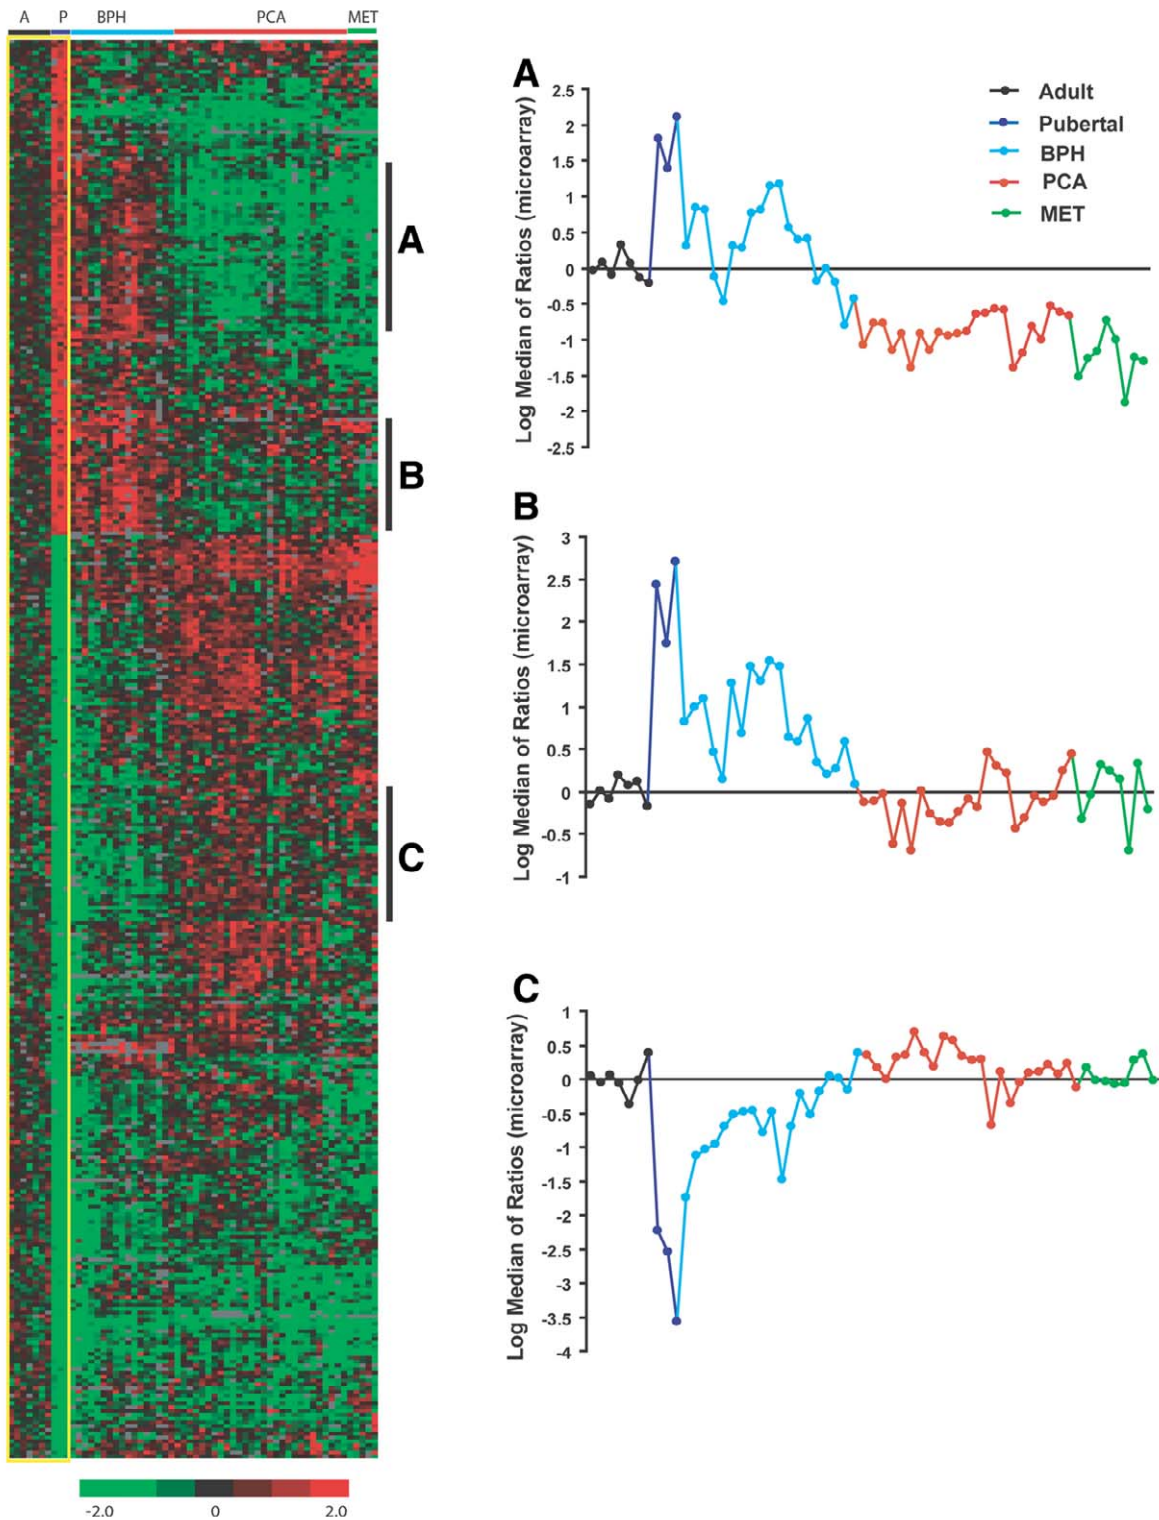 A P BPH PCA MET
A
B
C
-2.0 0 2.0
A
Log Median of Ratios (microarray)
2.5
2
1.5
1
0.5
0
-0.5
-1
-1.5
-2
-2.5
Adult
Pubertal
BPH
PCA
MET
B
Log Median of Ratios (microarray)
3
2.5
2
1.5
1
0.5
0
-0.5
-1
C
Log Median of Ratios (microarray)
1
0.5
0
-0.5
-1
-1.5
-2
-2.5
-3
-3.5
-4